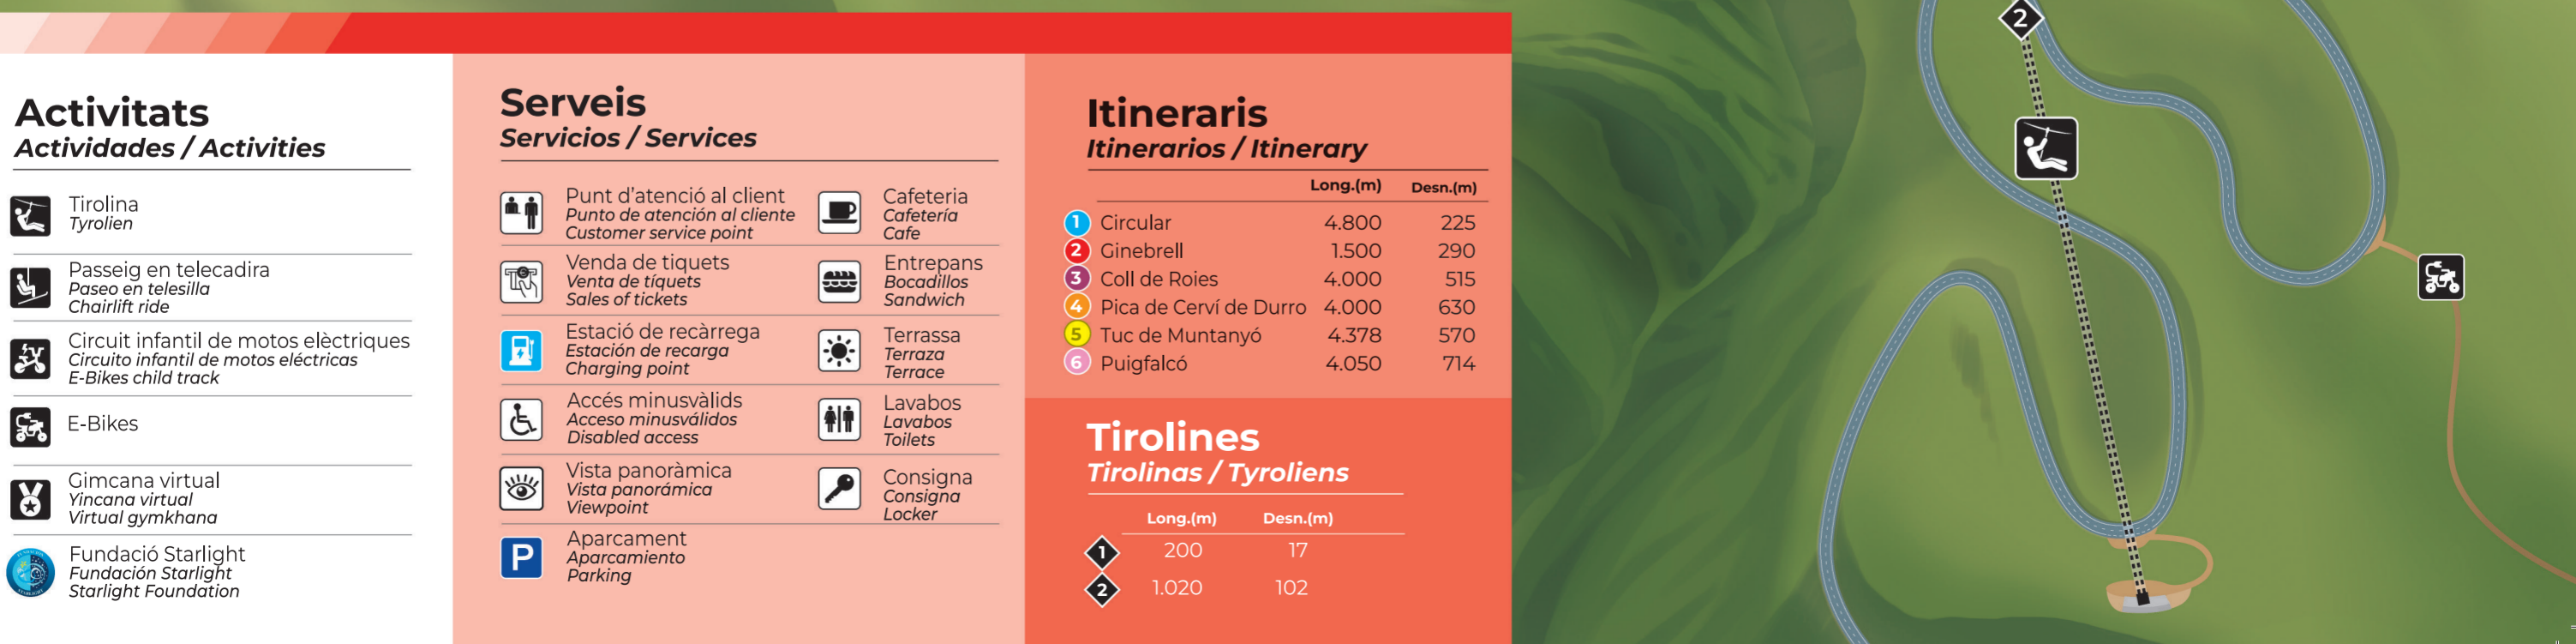 Activitats
Actividades / Activities
Tirolina
Tyrolien
Passeig en telecadira
Paseo en telesilla
Chairlift ride
Circuit infantil de motos elèctriques
Circuito infantil de motos eléctricas
E-Bikes child track
E-Bikes
Gimcana virtual
Yincana virtual
Virtual gymkhana
Fundació Starlight
Fundación Starlight
Starlight Foundation
Serveis
Servicios / Services
Punt d'atenció al client
Punto de atención al cliente
Customer service point
Venda de tiquets
Venta de tíquets
Sales of tickets
Estació de recàrrega
Estación de recarga
Charging point
Accés minusvàlids
Acceso minusválidos
Disabled access
Vista panoràmica
Vista panorámica
Viewpoint
P
Aparcament
Aparcamiento
Parking
Cafeteria
Cafetería
Cafe
Entrepans
Bocadillos
Sandwich
Terrassa
Terraza
Terrace
Lavabos
Lavabos
Toilets
Consigna
Consigna
Locker
Itineraris
Itinerarios / Itinerary
Long.(m) Desn.(m)
1 Circular 4.800 225
2 Ginebrell 1.500 290
3 Coll de Roies 4.000 515
4 Pica de Cerví de Durro 4.000 630
5 Tuc de Muntanyó 4.378 570
6 Puigfalcó 4.050 714
Tirolines
Tirolinas / Tyroliens
Long.(m) Desn.(m)
1 200 17
2 1.020 102
2